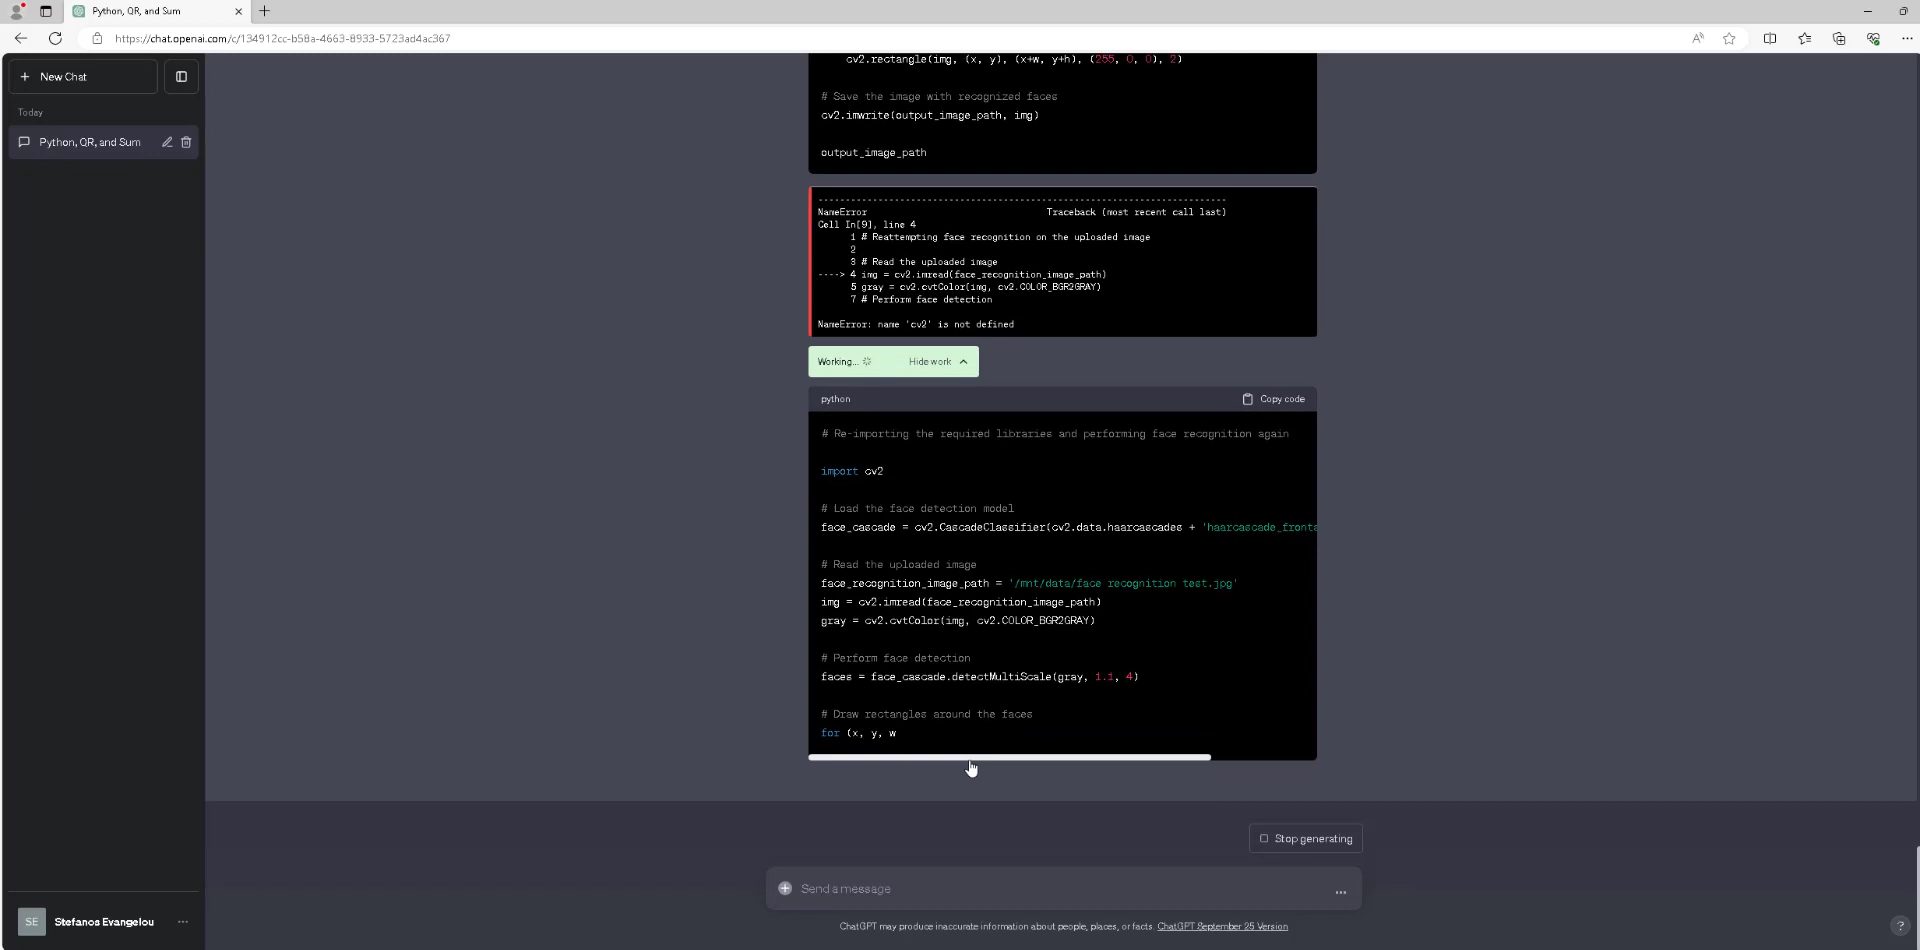 Python, QR, and Sum
https://chat.openai.com/c/134912cc-b58a-4663-8933-5723ad4ac367
New Chat
Today
Python, QR, and Sum
cv2.rectangle(img, (x, y), (x+w, y+h), (255, 0, 0), 2)
# Save the image with recognized faces
cv2.imwrite(output_image_path, img)
output_image_path
---------------------------------------------------------------------------
NameError Traceback (most recent call last)
Cell In[9], line 4
1 # Reattempting face recognition on the uploaded image
2
3 # Read the uploaded image
----> 4 img = cv2.imread(face_recognition_image_path)
5 gray = cv2.cvtColor(img, cv2.COLOR_BGR2GRAY)
7 # Perform face detection
NameError: name 'cv2' is not defined
Working... Hide work
python Copy code
# Re-importing the required libraries and performing face recognition again
import cv2
# Load the face detection model
face_cascade = cv2.CascadeClassifier(cv2.data.haarcascades + 'haarcascade_fronta
# Read the uploaded image
face_recognition_image_path = '/mnt/data/face recognition test.jpg'
img = cv2.imread(face_recognition_image_path)
gray = cv2.cvtColor(img, cv2.COLOR_BGR2GRAY)
# Perform face detection
faces = face_cascade.detectMultiScale(gray, 1.1, 4)
# Draw rectangles around the faces
for (x, y, w
Stop generating
Send a message
ChatGPT may produce inaccurate information about people, places, or facts. ChatGPT September 25 Version
SE Stefanos Evangelou
?